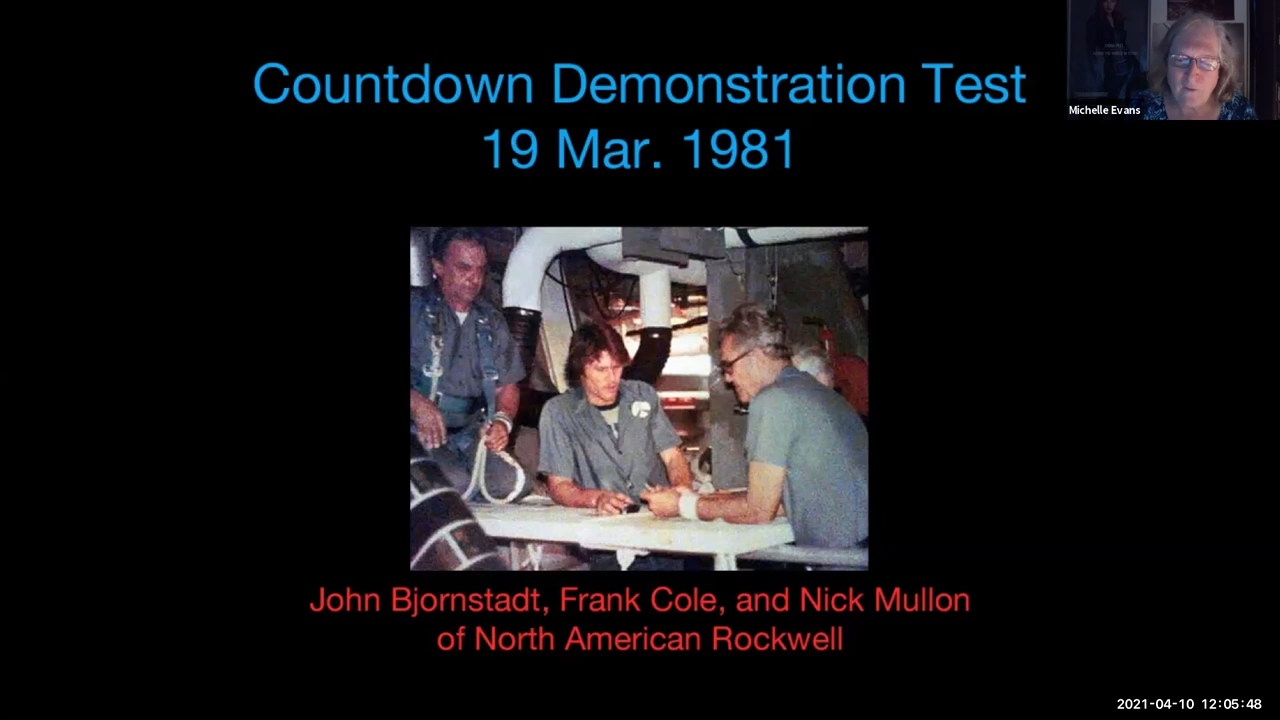 Countdown Demonstration Test
19 Mar. 1981
Michelle Evans
John Bjornstadt, Frank Cole, and Nick Mullon
of North American Rockwell
2021-04-10 12:05:48